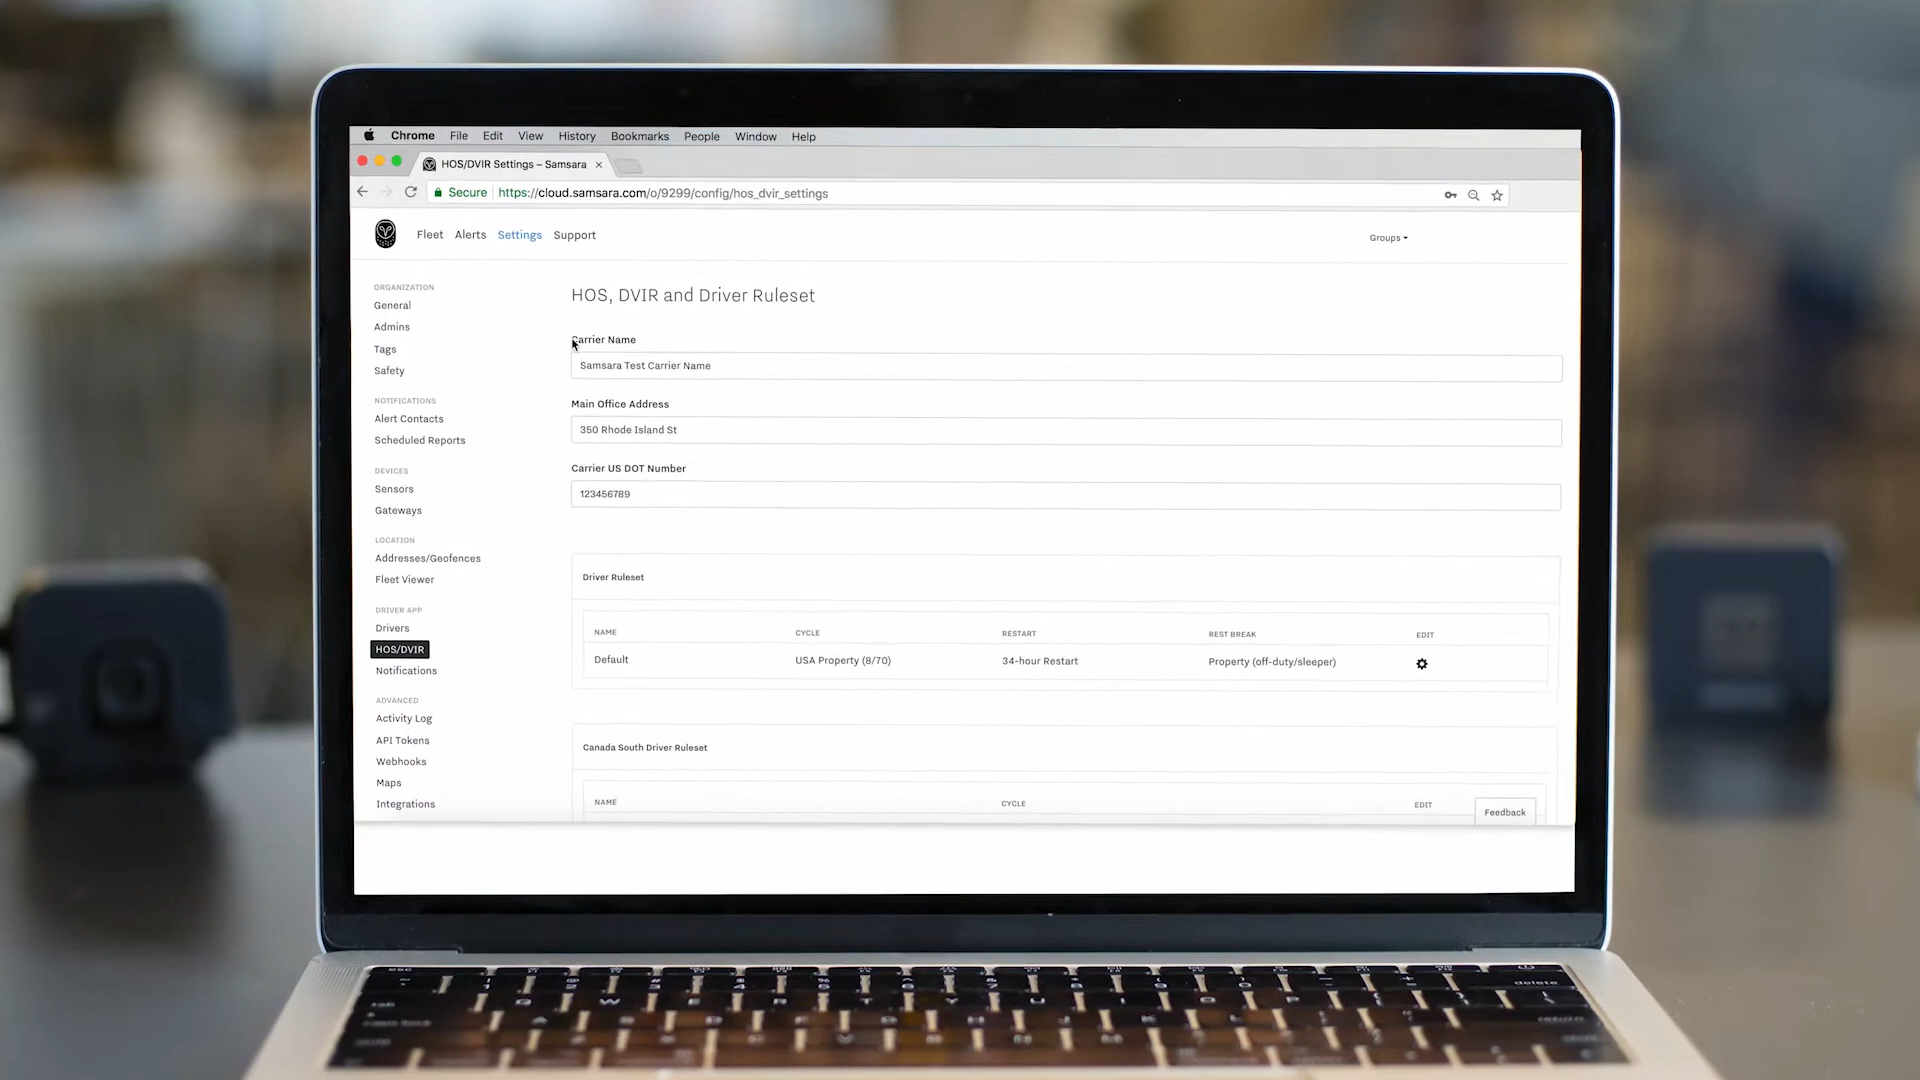 Chrome File Edit View History Bookmarks People Window Help
HOS/DVIR Settings – Samsara
Secure https://cloud.samsara.com/o/9299/config/hos_dvir_settings
Fleet Alerts Settings Support Groups
ORGANIZATION
General
Admins
Tags
Safety
NOTIFICATIONS
Alert Contacts
Scheduled Reports
DEVICES
Sensors
Gateways
LOCATION
Addresses/Geofences
Fleet Viewer
DRIVER APP
Drivers
HOS/DVIR
Notifications
ADVANCED
Activity Log
API Tokens
Webhooks
Maps
Integrations
HOS, DVIR and Driver Ruleset
Carrier Name
Samsara Test Carrier Name
Main Office Address
350 Rhode Island St
Carrier US DOT Number
123456789
Driver Ruleset
NAME CYCLE RESTART REST BREAK EDIT
Default USA Property (8/70) 34-hour Restart Property (off-duty/sleeper)
Canada South Driver Ruleset
NAME CYCLE EDIT
Feedback
delete